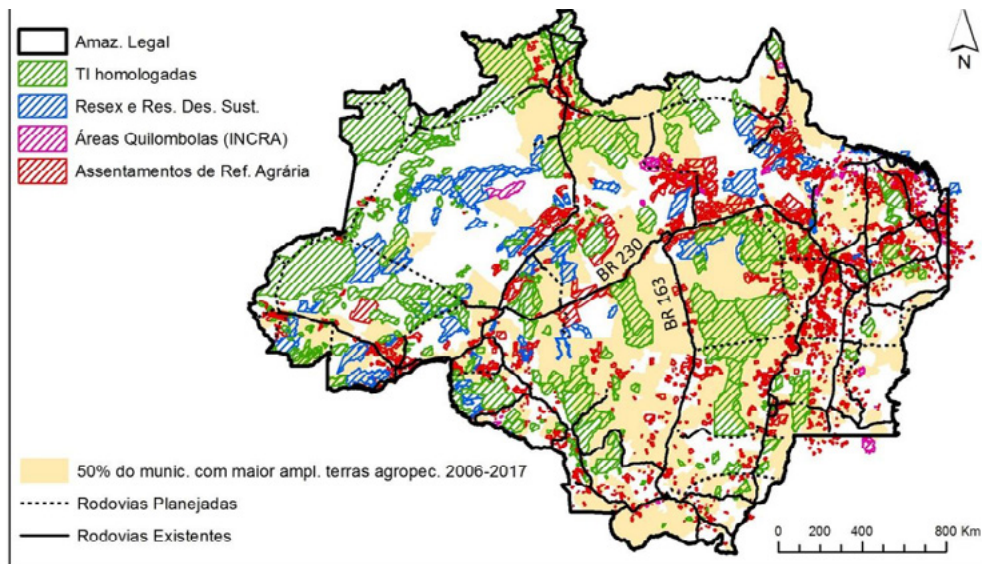 Amaz. Legal
TI homologadas
Resex e Res. Des. Sust.
Áreas Quilombolas (INCRA)
Assentamentos de Ref. Agrária
N
BR 230
BR 163
50% do munic. com maior ampl. terras agropec. 2006-2017
Rodovias Planejadas
Rodovias Existentes
0 200 400 800 Km